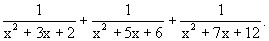 1/(x² + 3x + 2) + 1/(x² + 5x + 6) + 1/(x² + 7x + 12).